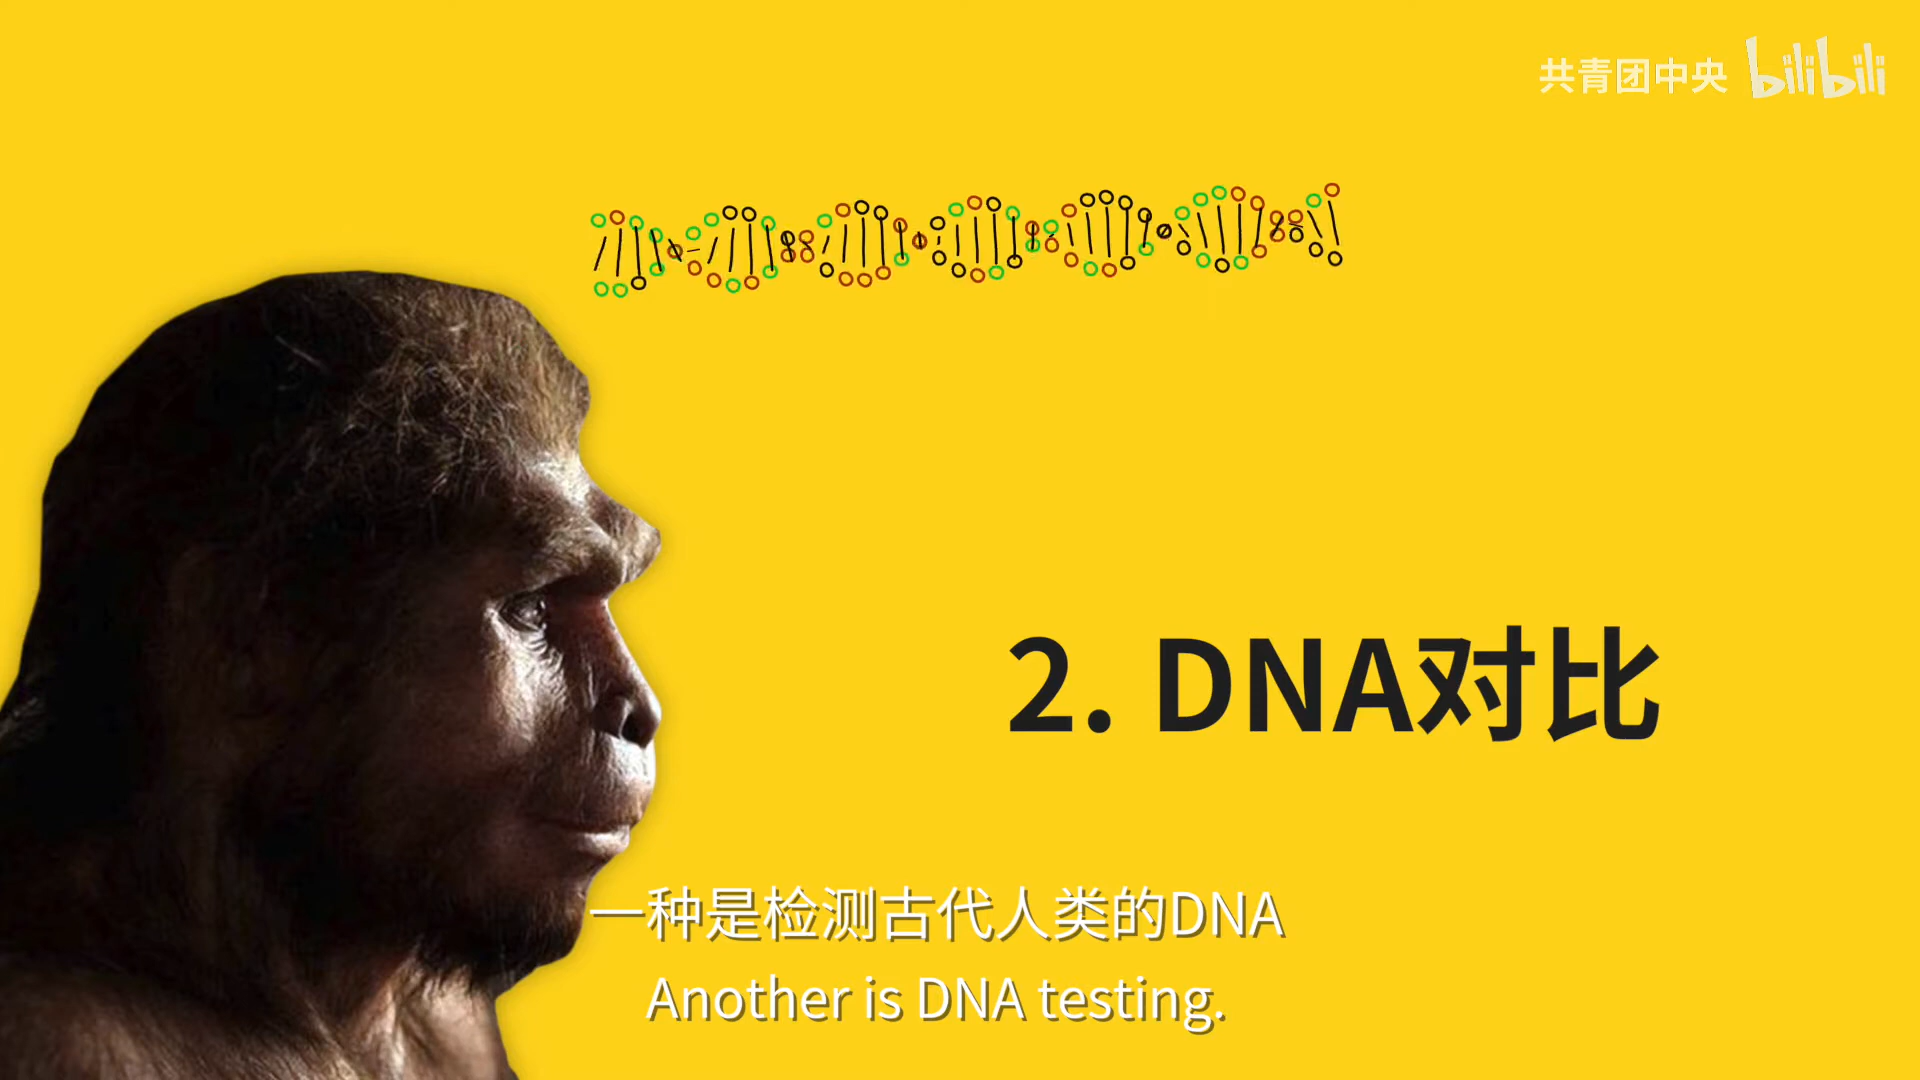 共青团中央 bilibili
2. DNA对比
一种是检测古代人类的DNA
Another is DNA testing.